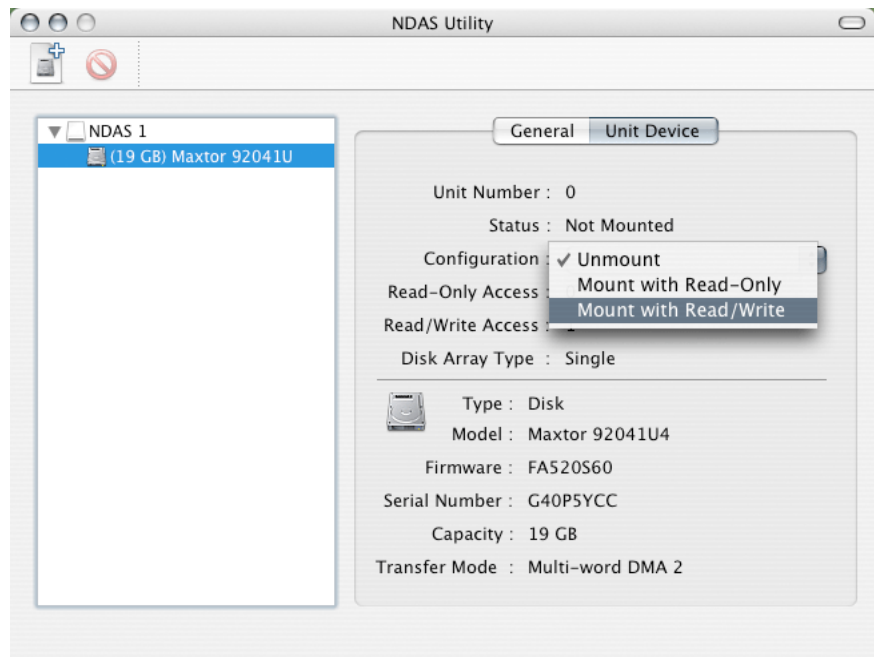 NDAS Utility
NDAS 1
(19 GB) Maxtor 92041U
General Unit Device
Unit Number : 0
Status : Not Mounted
Configuration :
✓ Unmount
Mount with Read-Only
Mount with Read/Write
Read-Only Access :
Read/Write Access :
Disk Array Type : Single
Type : Disk
Model : Maxtor 92041U4
Firmware : FA520S60
Serial Number : G40P5YCC
Capacity : 19 GB
Transfer Mode : Multi-word DMA 2